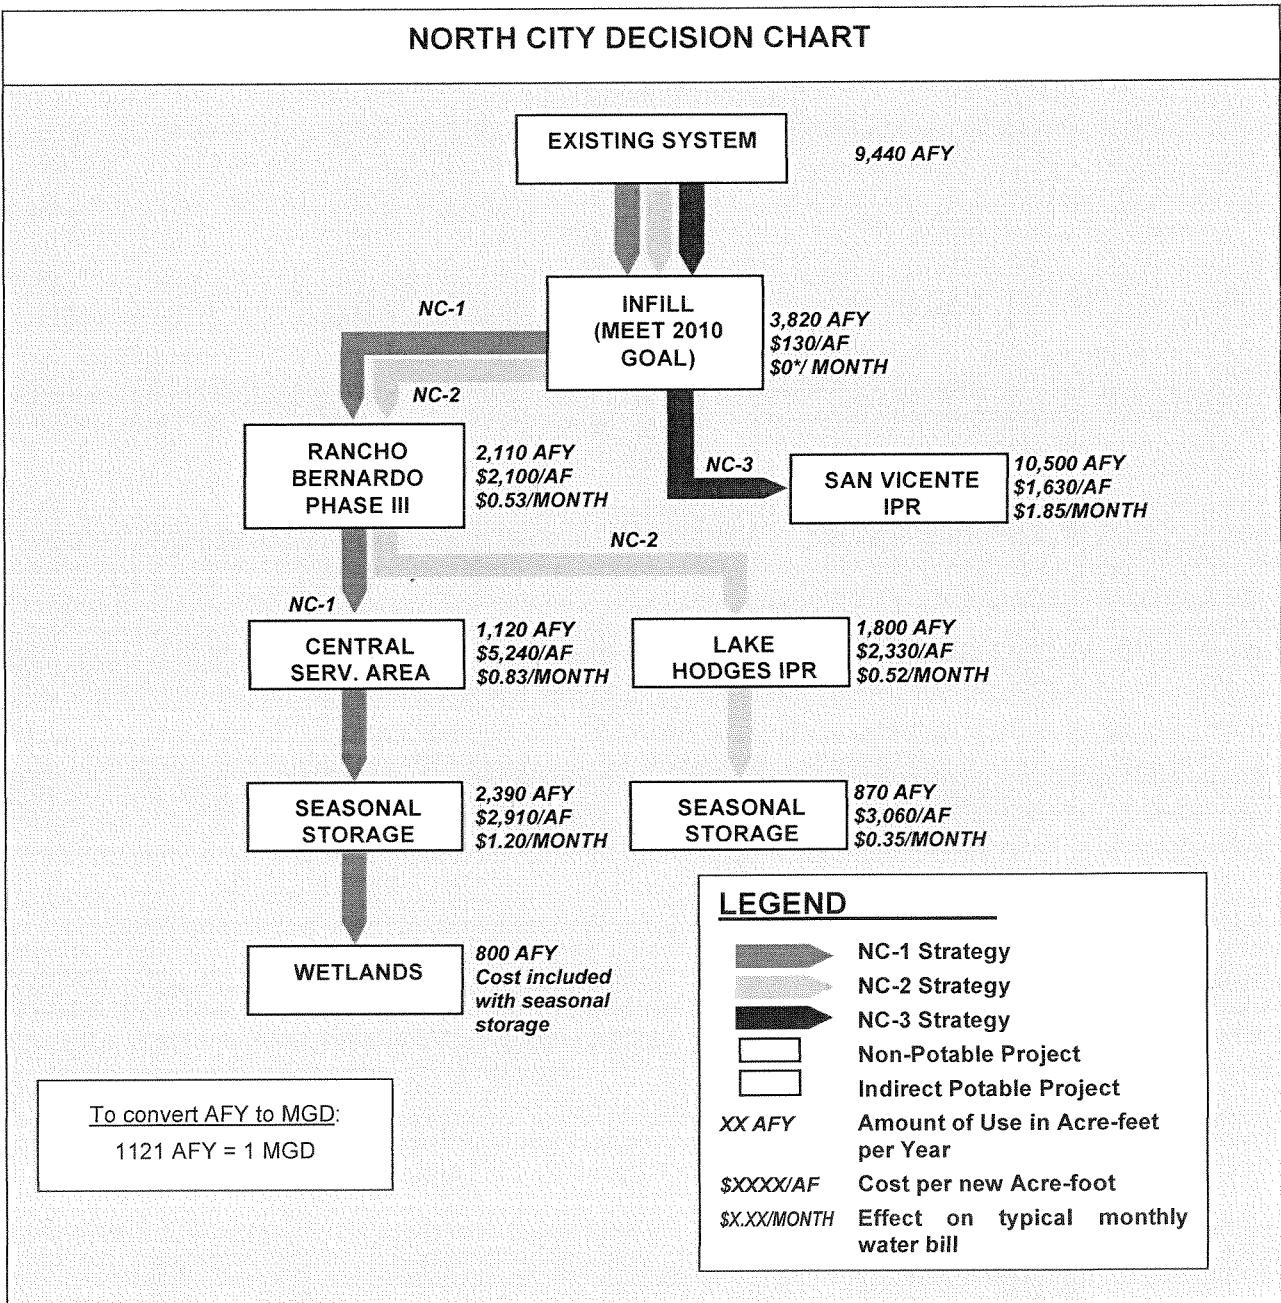 NORTH CITY DECISION CHART
EXISTING SYSTEM
9,440 AFY
INFILL
(MEET 2010
GOAL)
3,820 AFY
$130/AF
$0*/ MONTH
NC-1
NC-2
NC-3
RANCHO
BERNARDO
PHASE III
2,110 AFY
$2,100/AF
$0.53/MONTH
SAN VICENTE
IPR
10,500 AFY
$1,630/AF
$1.85/MONTH
NC-2
NC-1
CENTRAL
SERV. AREA
1,120 AFY
$5,240/AF
$0.83/MONTH
LAKE
HODGES IPR
1,800 AFY
$2,330/AF
$0.52/MONTH
SEASONAL
STORAGE
2,390 AFY
$2,910/AF
$1.20/MONTH
SEASONAL
STORAGE
870 AFY
$3,060/AF
$0.35/MONTH
WETLANDS
800 AFY
Cost included
with seasonal
storage
LEGEND
NC-1 Strategy
NC-2 Strategy
NC-3 Strategy
Non-Potable Project
Indirect Potable Project
XX AFY Amount of Use in Acre-feet
per Year
$XXXX/AF Cost per new Acre-foot
$X.XX/MONTH Effect on typical monthly
water bill
To convert AFY to MGD:
1121 AFY = 1 MGD